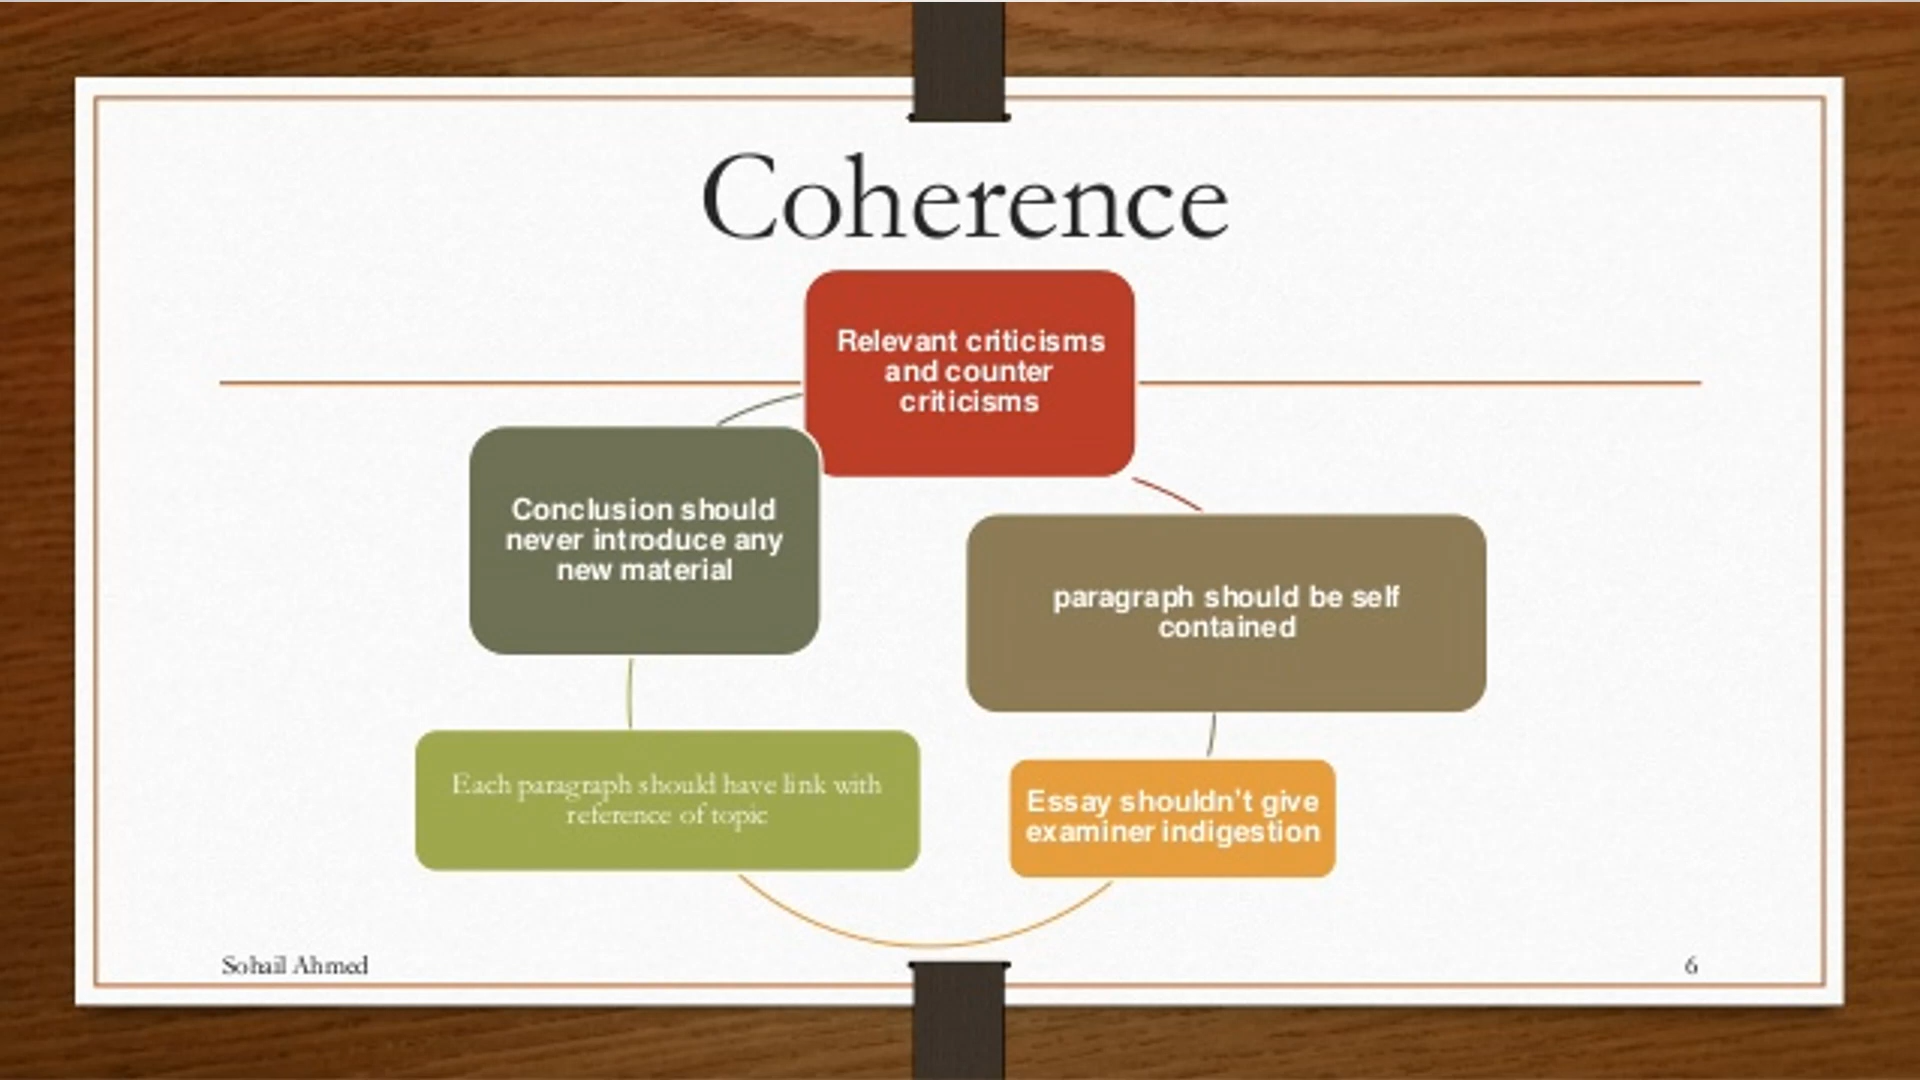 Coherence
Relevant criticisms
and counter
criticisms
Conclusion should
never introduce any
new material
paragraph should be self
contained
Each paragraph should have link with
reference of topic
Essay shouldn't give
examiner indigestion
Sohail Ahmed
6